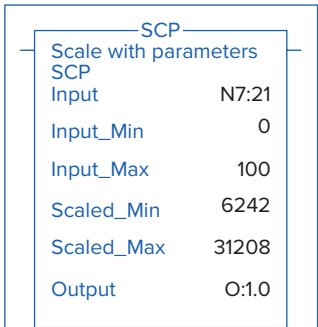 SCP
Scale with parameters
SCP
Input N7:21
Input_Min 0
Input_Max 100
Scaled_Min 6242
Scaled_Max 31208
Output O:1.0